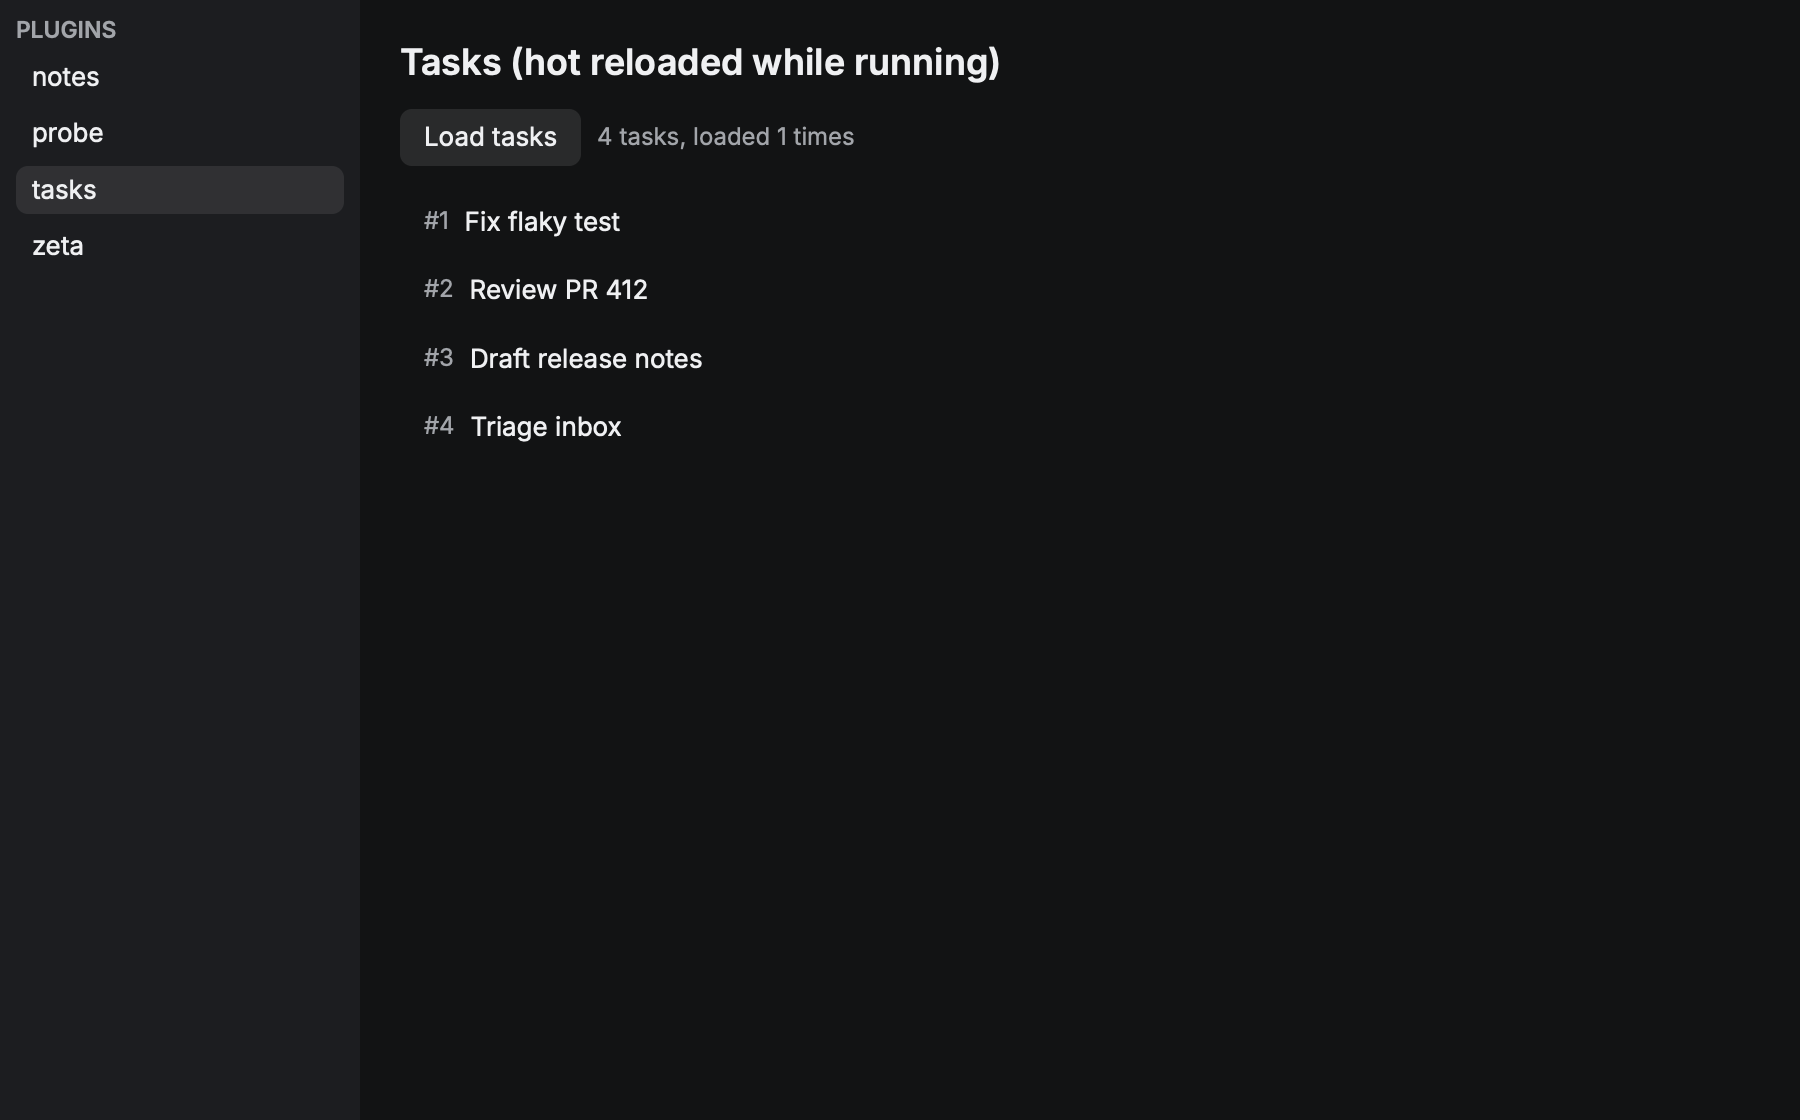 PLUGINS
notes
probe
tasks
zeta
Tasks (hot reloaded while running)
Load tasks 4 tasks, loaded 1 times
#1 Fix flaky test
#2 Review PR 412
#3 Draft release notes
#4 Triage inbox